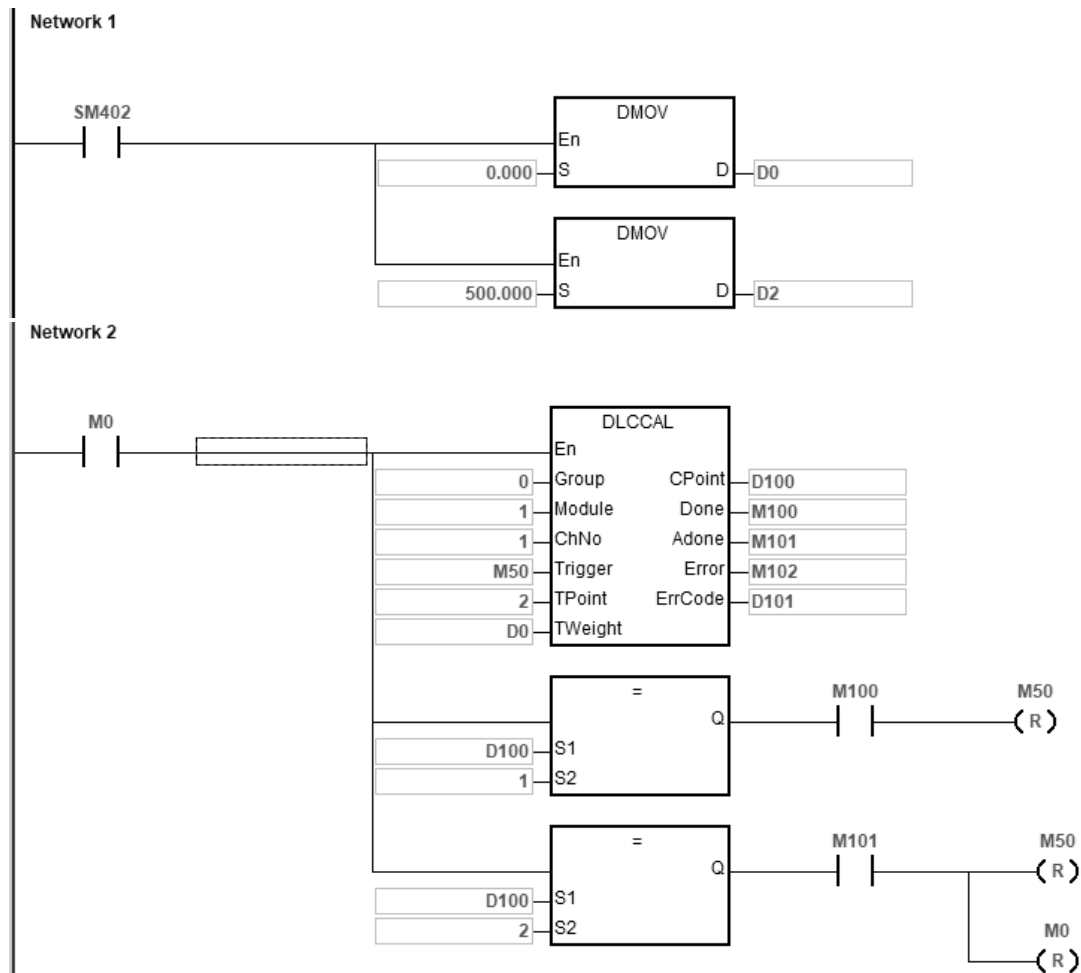 Network 1
SM402
DMOV
En
0.000 S D D0
DMOV
En
500.000 S D D2
Network 2
M0
DLCCAL
En
0 Group CPoint D100
1 Module Done M100
1 ChNo Adone M101
M50 Trigger Error M102
2 TPoint ErrCode D101
D0 TWeight
= M100 M50
Q ( R )
D100 S1
1 S2
= M101 M50
Q ( R )
D100 S1
2 S2
M0
( R )